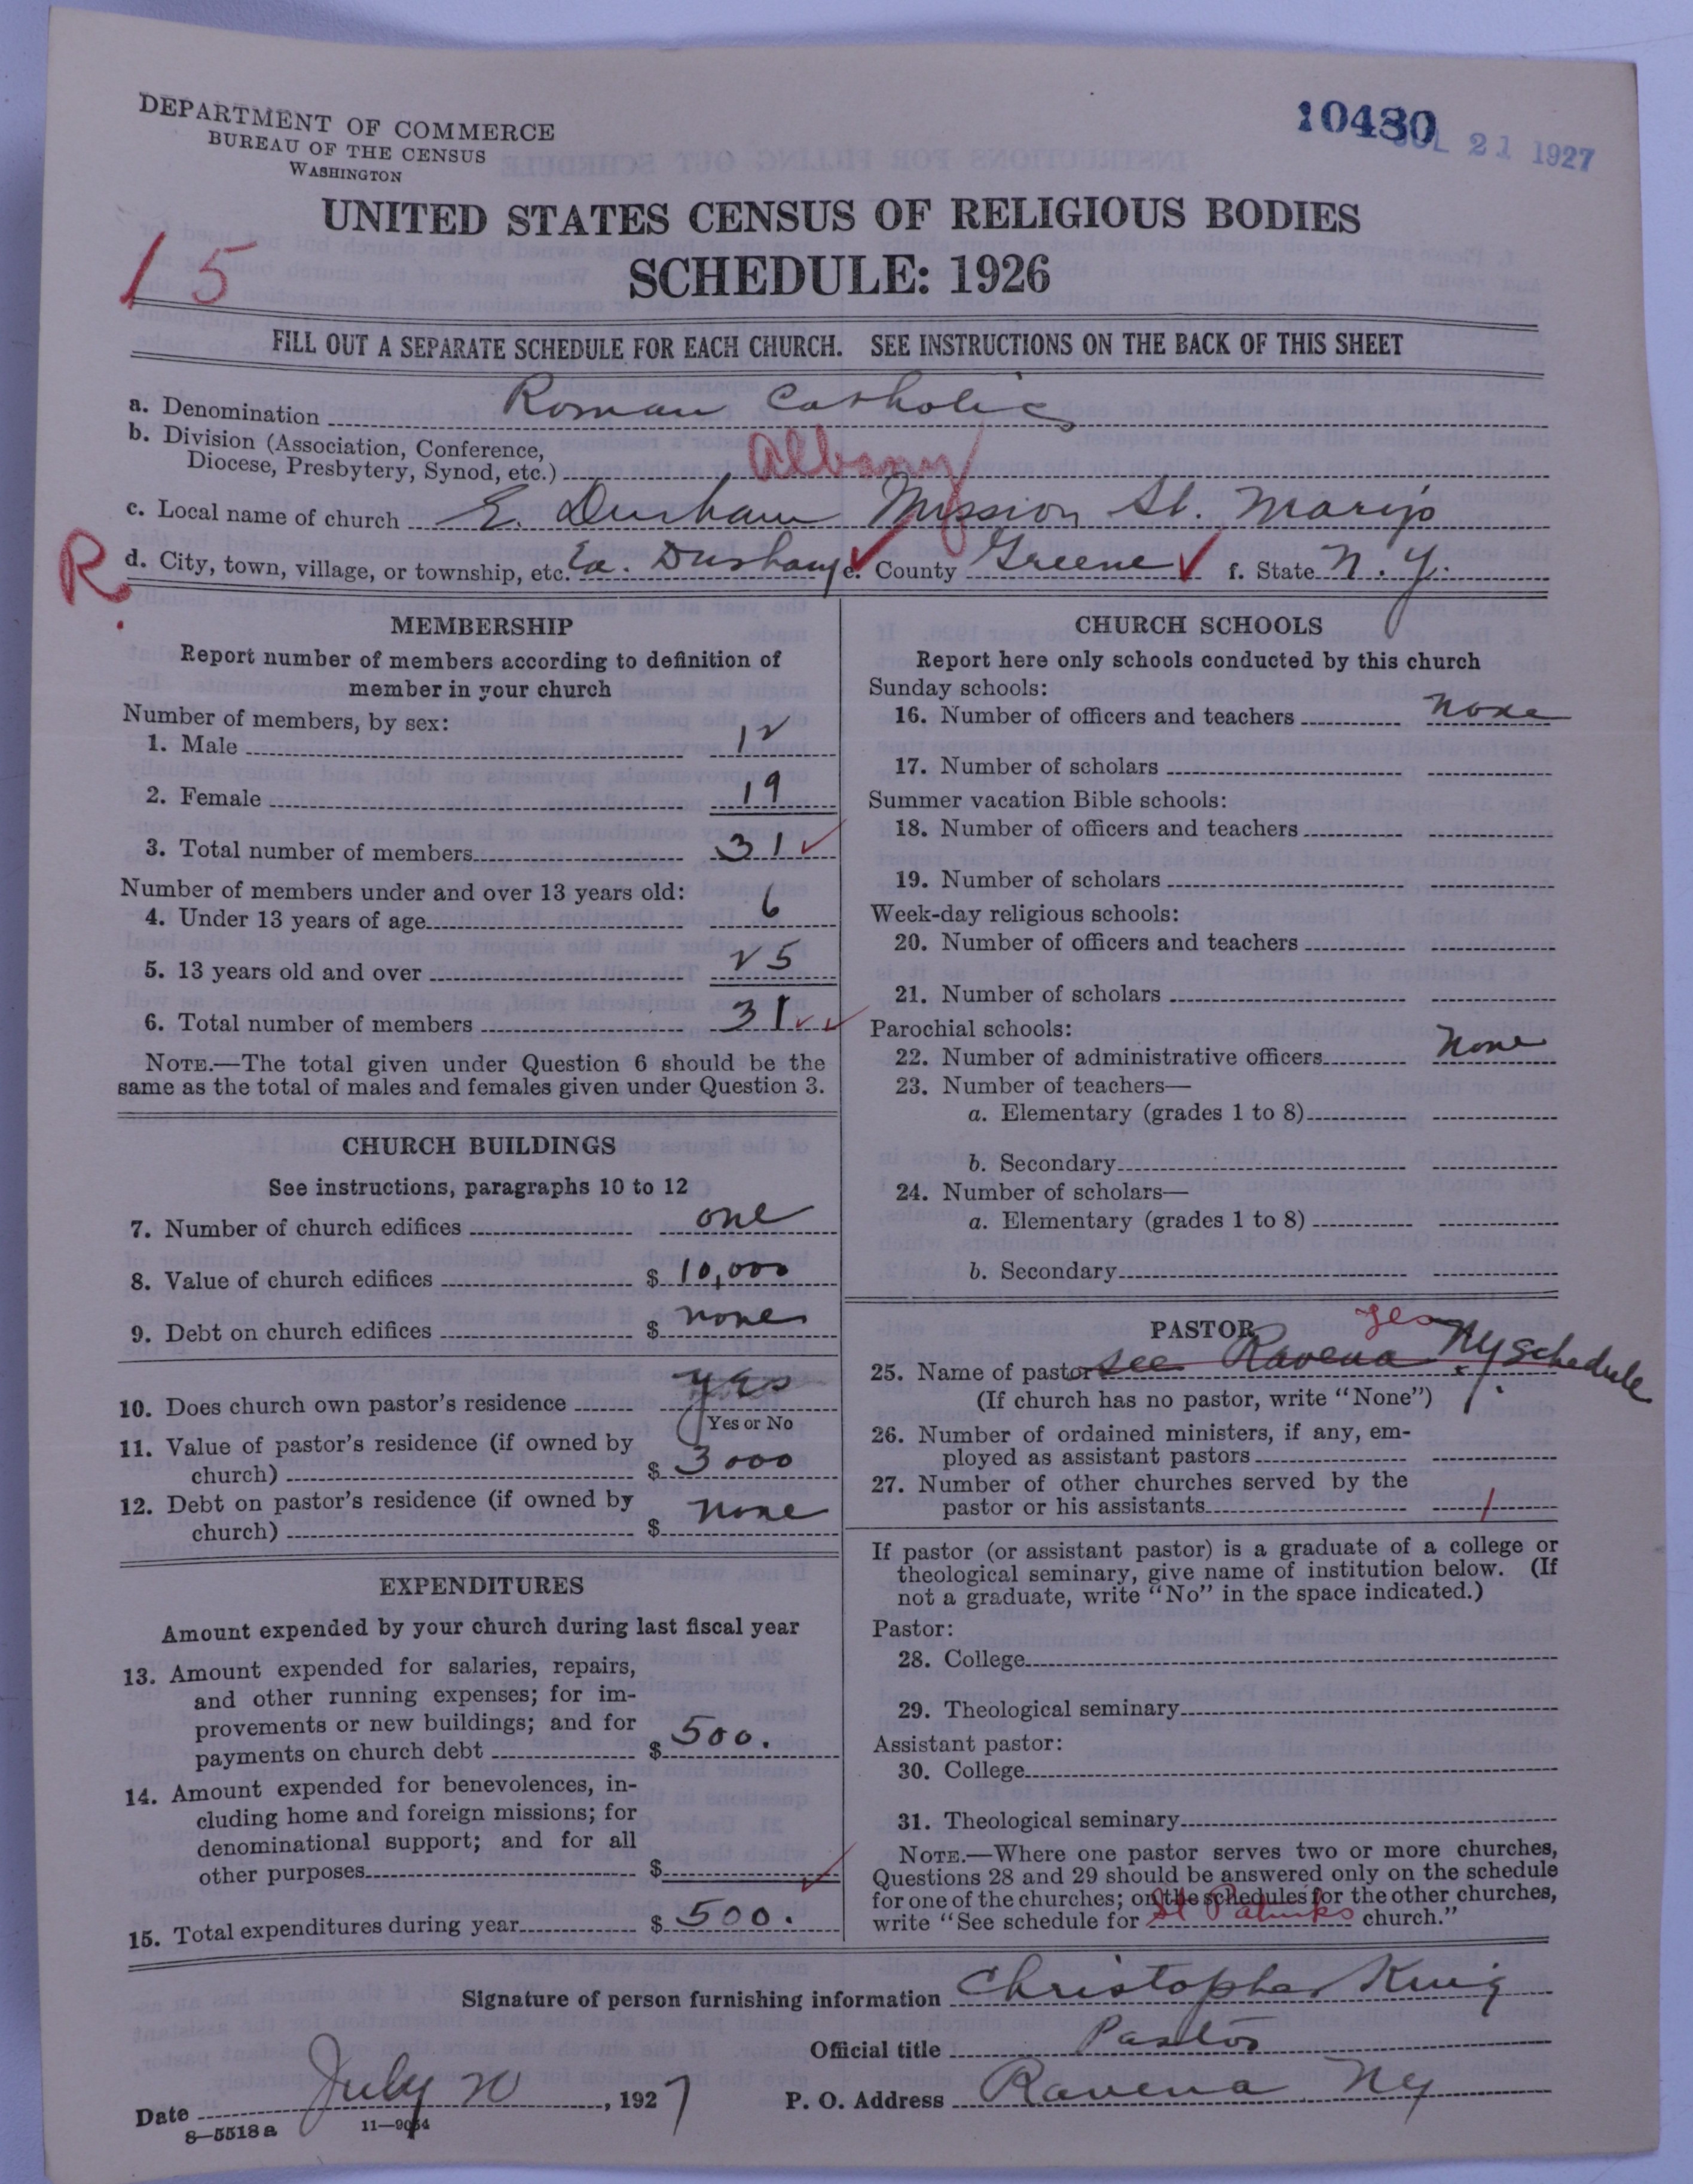 DEPARTMENT OF COMMERCE
BUREAU OF THE CENSUS
WASHINGTON
10430
JUL 21 1927
UNITED STATES CENSUS OF RELIGIOUS BODIES
SCHEDULE: 1926
15
FILL OUT A SEPARATE SCHEDULE FOR EACH CHURCH. SEE INSTRUCTIONS ON THE BACK OF THIS SHEET
a. Denomination Roman Catholic
b. Division (Association, Conference,
Diocese, Presbytery, Synod, etc.) Albany
c. Local name of church E. Durham Mission St. Mary's
R. d. City, town, village, or township, etc. Ea. Durham e. County Greene f. State N.Y.
MEMBERSHIP
Report number of members according to definition of
member in your church
Number of members, by sex:
1. Male 12
2. Female 19
3. Total number of members 31
Number of members under and over 13 years old:
4. Under 13 years of age 6
5. 13 years old and over 25
6. Total number of members 31
NOTE.—The total given under Question 6 should be the
same as the total of males and females given under Question 3.
CHURCH BUILDINGS
See instructions, paragraphs 10 to 12
7. Number of church edifices one
8. Value of church edifices $ 10,000
9. Debt on church edifices $ none
10. Does church own pastor's residence yes
Yes or No
11. Value of pastor's residence (if owned by
church) $ 3000
12. Debt on pastor's residence (if owned by
church) $ none
EXPENDITURES
Amount expended by your church during last fiscal year
13. Amount expended for salaries, repairs,
and other running expenses; for im-
provements or new buildings; and for
payments on church debt $ 500.
14. Amount expended for benevolences, in-
cluding home and foreign missions; for
denominational support; and for all
other purposes $
15. Total expenditures during year $ 500.
CHURCH SCHOOLS
Report here only schools conducted by this church
Sunday schools:
16. Number of officers and teachers none
17. Number of scholars
Summer vacation Bible schools:
18. Number of officers and teachers
19. Number of scholars
Week-day religious schools:
20. Number of officers and teachers
21. Number of scholars
Parochial schools:
22. Number of administrative officers none
23. Number of teachers—
a. Elementary (grades 1 to 8)
b. Secondary
24. Number of scholars—
a. Elementary (grades 1 to 8)
b. Secondary
PASTOR yes
25. Name of pastor see Ravena NY schedule
(If church has no pastor, write "None")
26. Number of ordained ministers, if any, em-
ployed as assistant pastors
27. Number of other churches served by the
pastor or his assistants 1
If pastor (or assistant pastor) is a graduate of a college or
theological seminary, give name of institution below. (If
not a graduate, write "No" in the space indicated.)
Pastor:
28. College
29. Theological seminary
Assistant pastor:
30. College
31. Theological seminary
NOTE.—Where one pastor serves two or more churches,
Questions 28 and 29 should be answered only on the schedule
for one of the churches; on the schedules for the other churches,
write "See schedule for St Patricks church."
Signature of person furnishing information Christopher King
Official title Pastor
Date July 20, 1927 P. O. Address Ravena NY
8—5518a 11—9054